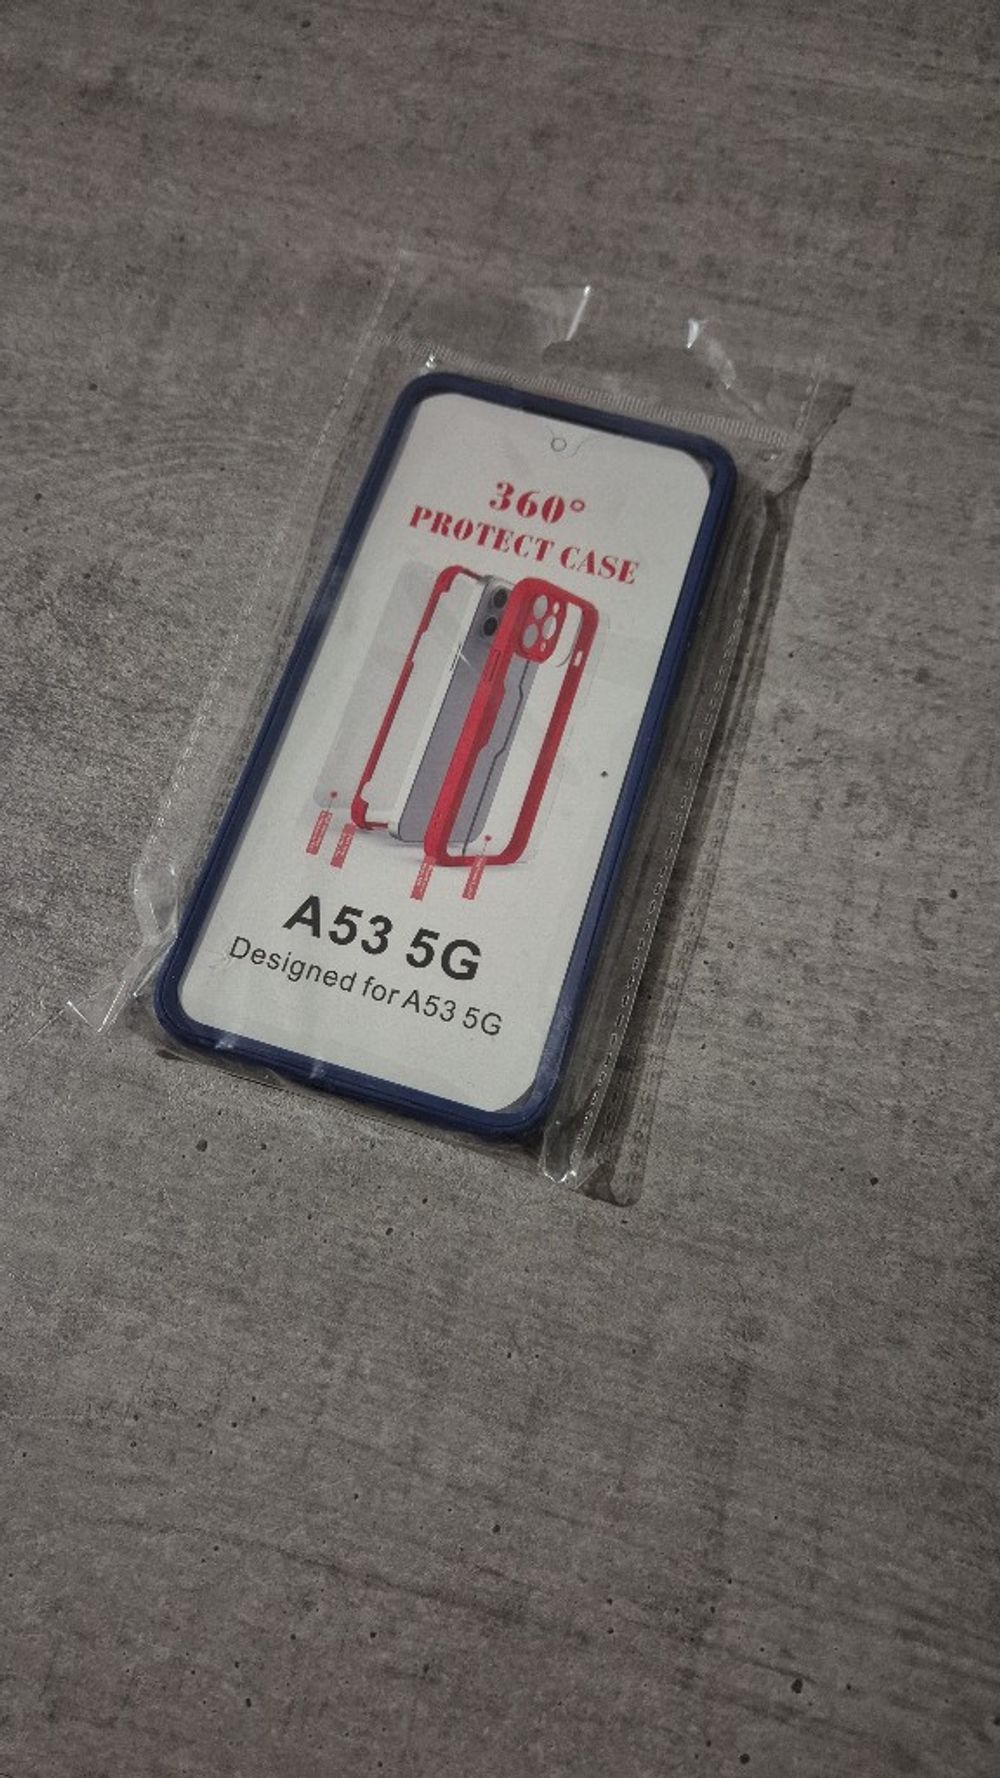 360°
PROTECT CASE
A53 5G
Designed for A53 5G